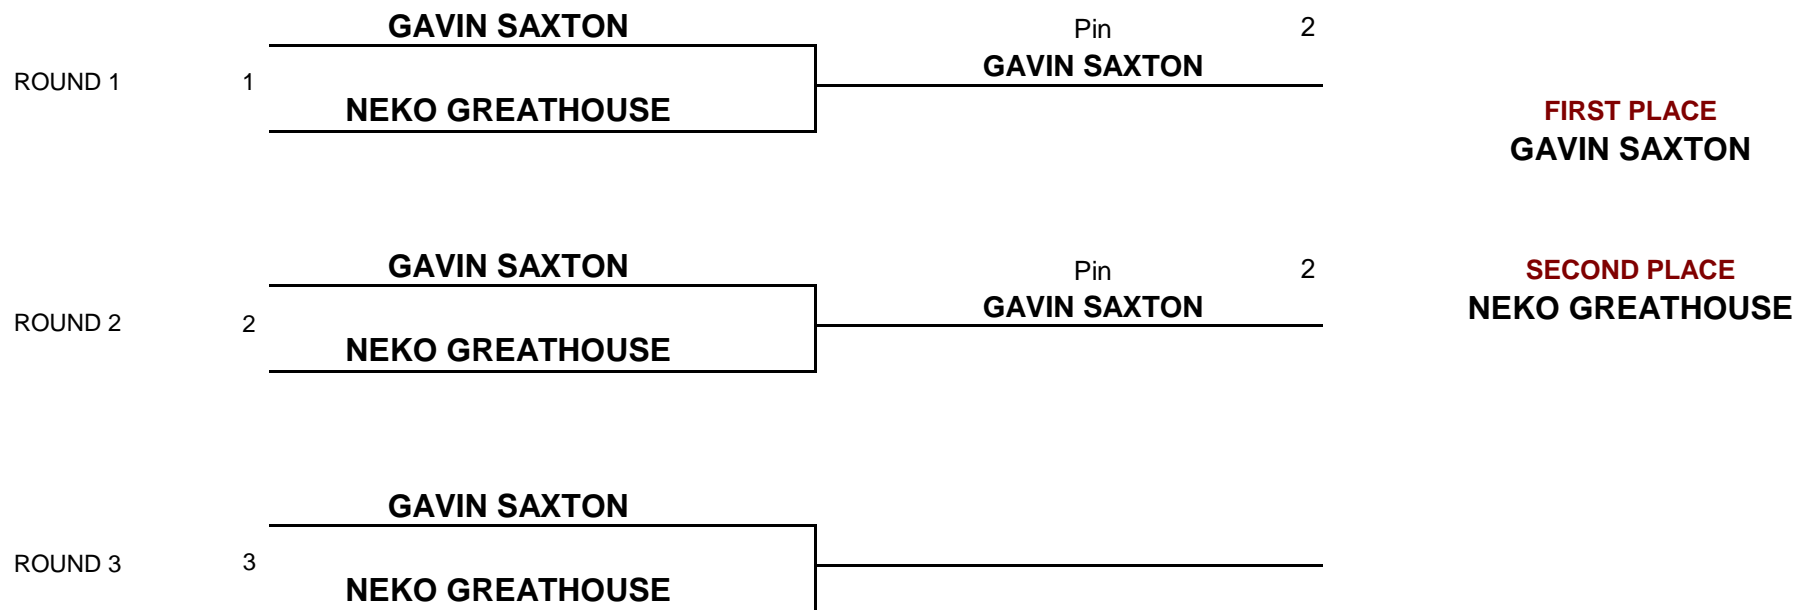 GAVIN SAXTON
Pin 2
GAVIN SAXTON
ROUND 1 1
NEKO GREATHOUSE
FIRST PLACE
GAVIN SAXTON
GAVIN SAXTON
Pin 2
SECOND PLACE
GAVIN SAXTON
NEKO GREATHOUSE
ROUND 2 2
NEKO GREATHOUSE
GAVIN SAXTON
ROUND 3 3
NEKO GREATHOUSE